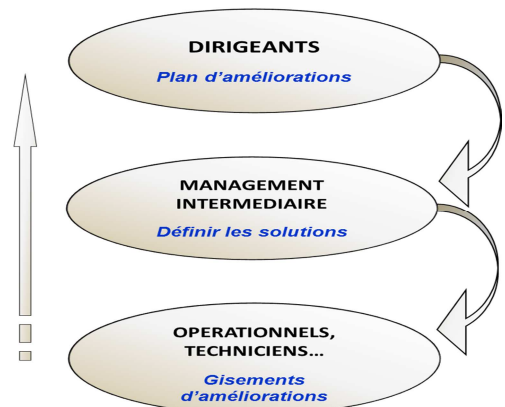 DIRIGEANTS
Plan d’améliorations
MANAGEMENT
INTERMEDIAIRE
Définir les solutions
OPERATIONNELS,
TECHNICIENS…
Gisements
d’améliorations